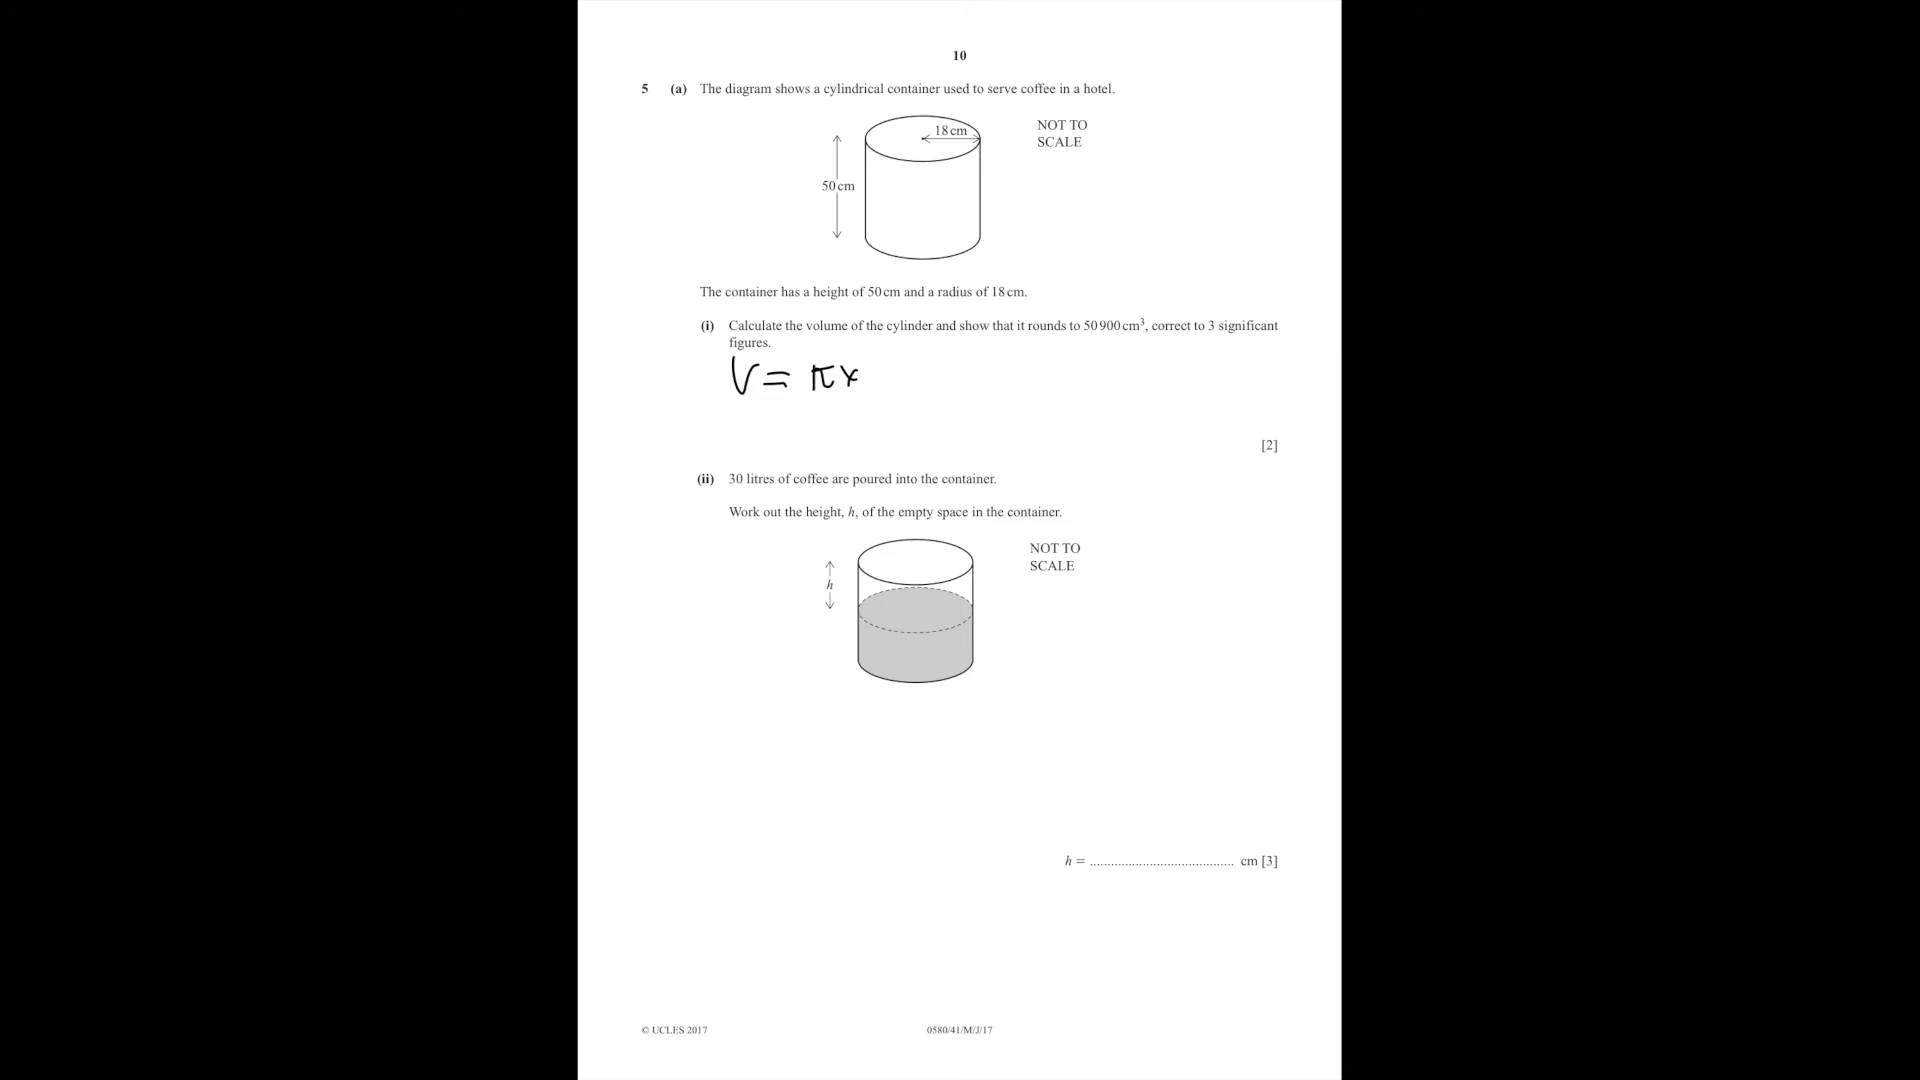 10
5 (a) The diagram shows a cylindrical container used to serve coffee in a hotel.
18 cm
NOT TO
SCALE
50 cm
The container has a height of 50 cm and a radius of 18 cm.
(i) Calculate the volume of the cylinder and show that it rounds to 50 900 cm³, correct to 3 significant
figures.
V = π×
[2]
(ii) 30 litres of coffee are poured into the container.
Work out the height, h, of the empty space in the container.
NOT TO
SCALE
h
h = ......................................... cm [3]
© UCLES 2017
0580/41/M/J/17